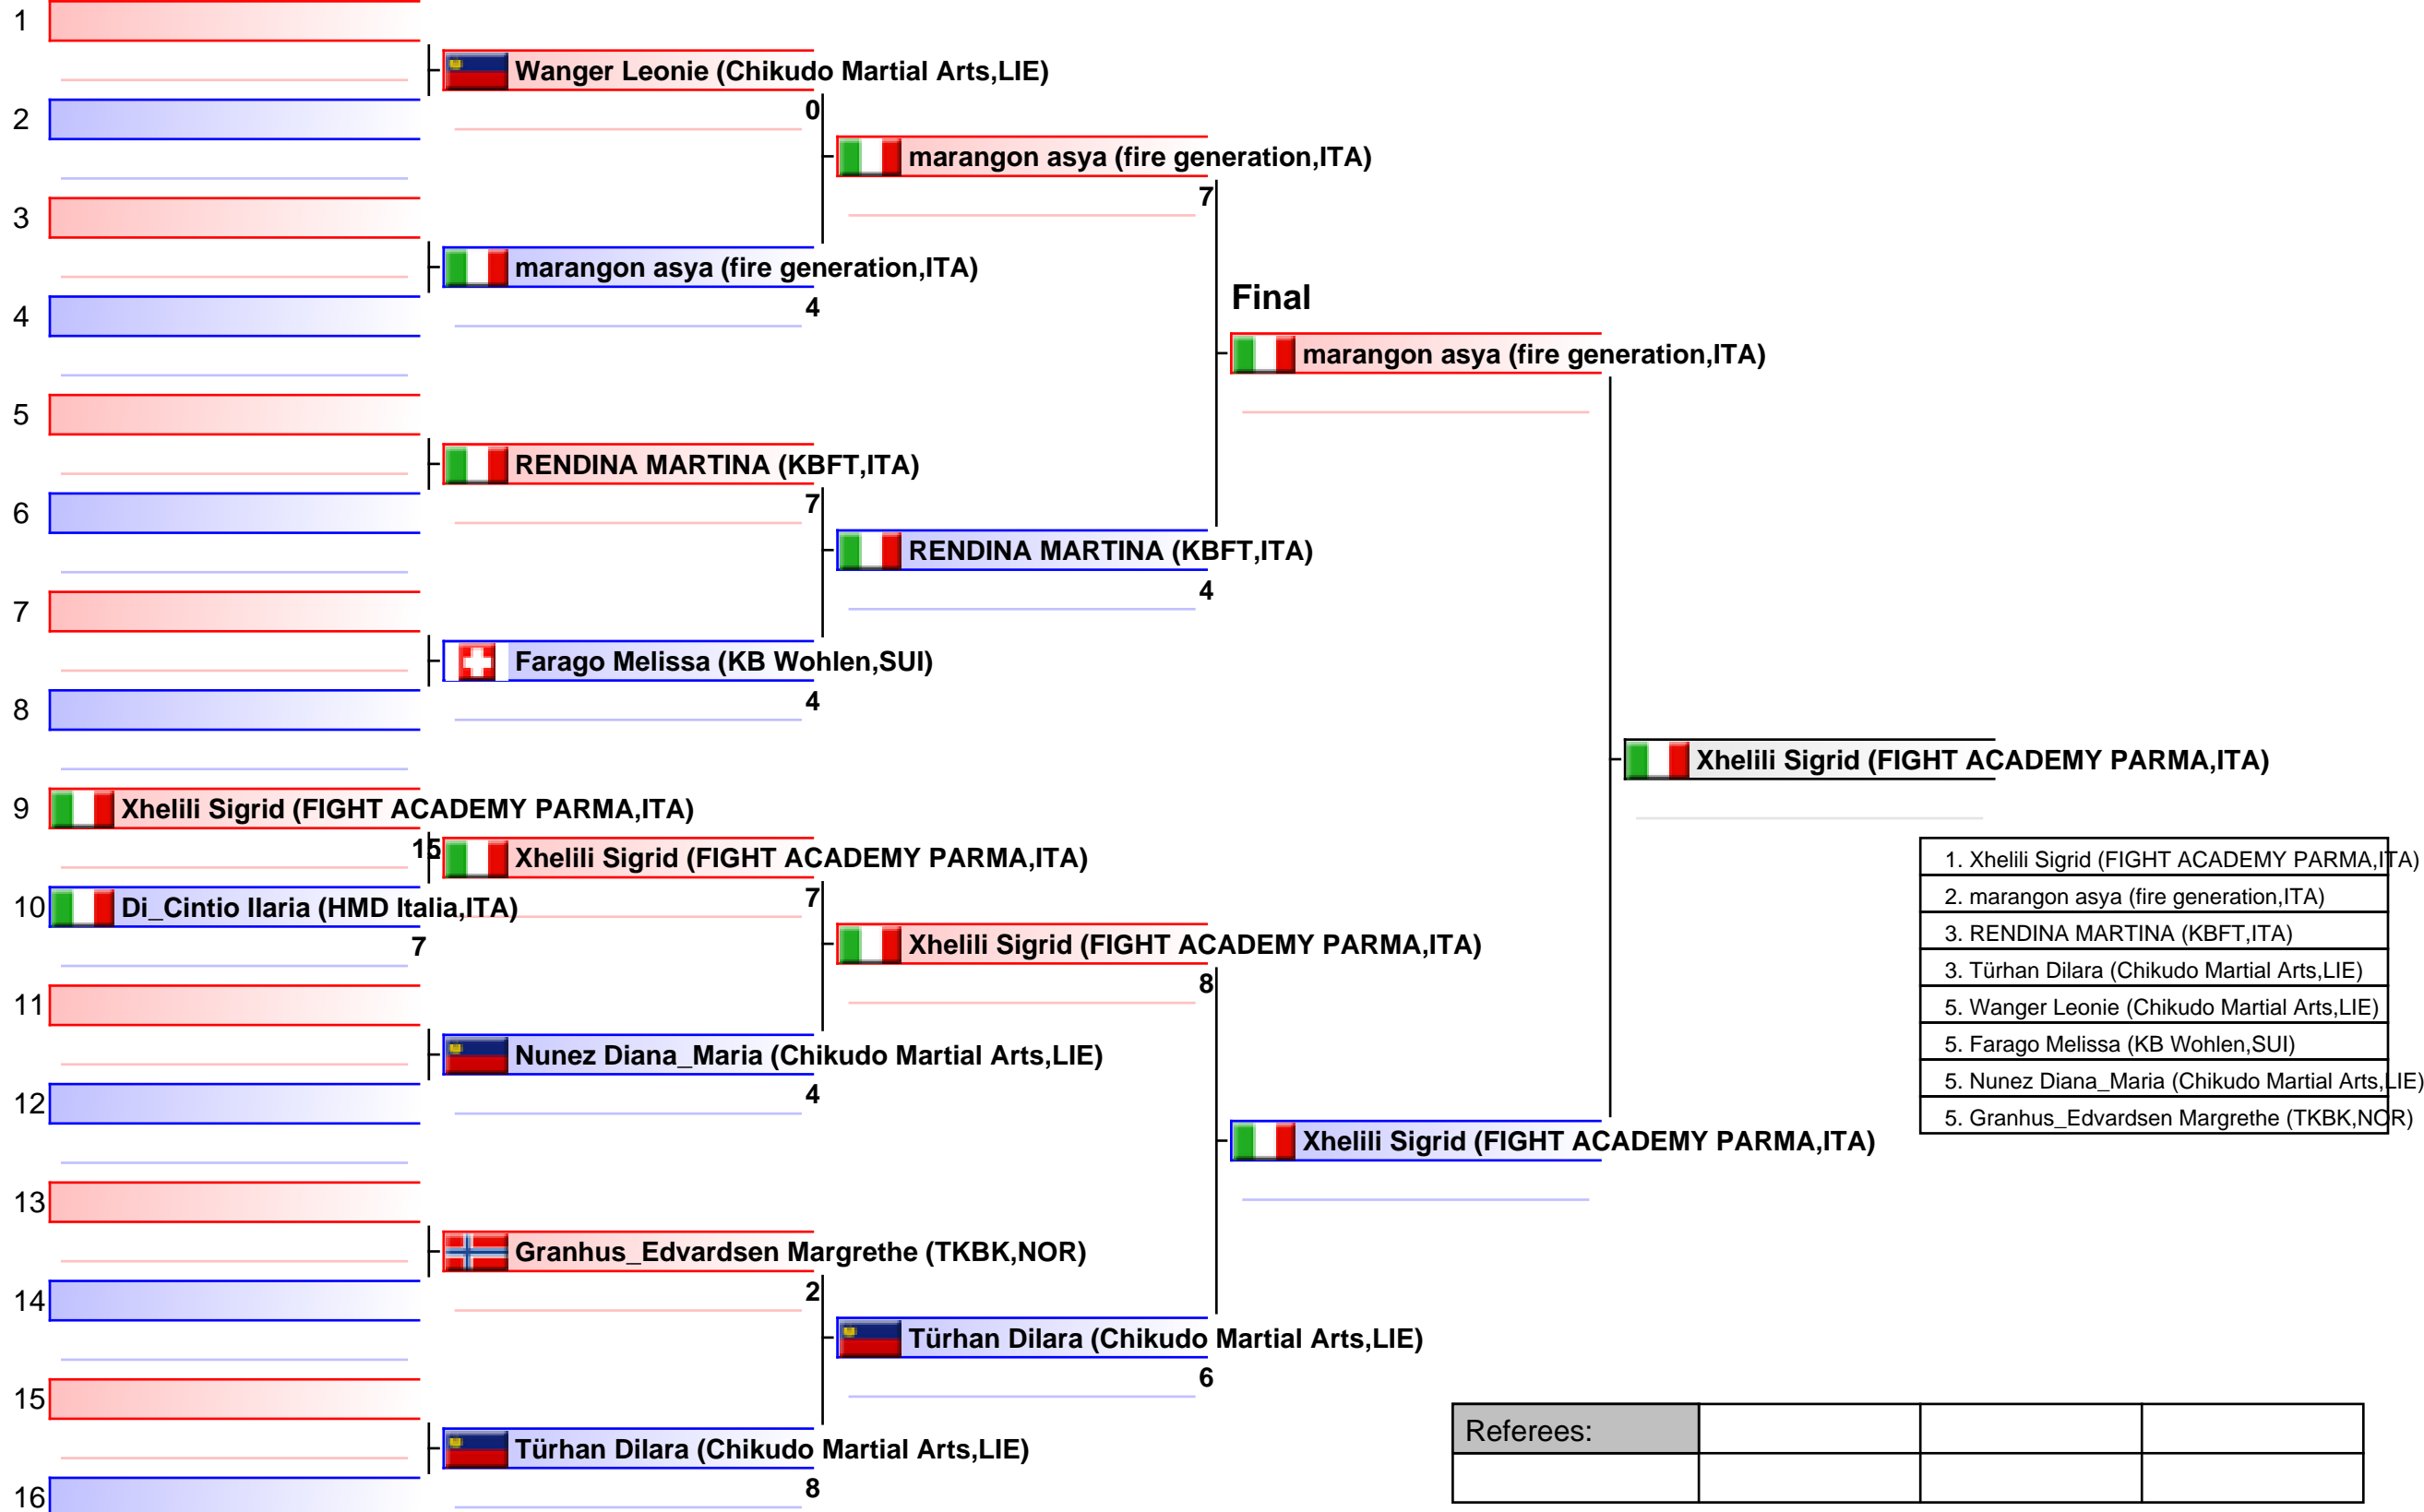 1
Wanger Leonie (Chikudo Martial Arts,LIE)
0
2
marangon asya (fire generation,ITA)
7
3
marangon asya (fire generation,ITA)
4
4
Final
marangon asya (fire generation,ITA)
5
RENDINA MARTINA (KBFT,ITA)
7
6
RENDINA MARTINA (KBFT,ITA)
4
7
Farago Melissa (KB Wohlen,SUI)
4
8
Xhelili Sigrid (FIGHT ACADEMY PARMA,ITA)
9 Xhelili Sigrid (FIGHT ACADEMY PARMA,ITA)
15
Xhelili Sigrid (FIGHT ACADEMY PARMA,ITA)
7
10 Di_Cintio Ilaria (HMD Italia,ITA)
7
Xhelili Sigrid (FIGHT ACADEMY PARMA,ITA)
8
1. Xhelili Sigrid (FIGHT ACADEMY PARMA,ITA)
2. marangon asya (fire generation,ITA)
3. RENDINA MARTINA (KBFT,ITA)
3. Türhan Dilara (Chikudo Martial Arts,LIE)
5. Wanger Leonie (Chikudo Martial Arts,LIE)
5. Farago Melissa (KB Wohlen,SUI)
5. Nunez Diana_Maria (Chikudo Martial Arts,LIE)
5. Granhus_Edvardsen Margrethe (TKBK,NOR)
11
Nunez Diana_Maria (Chikudo Martial Arts,LIE)
4
12
Xhelili Sigrid (FIGHT ACADEMY PARMA,ITA)
13
Granhus_Edvardsen Margrethe (TKBK,NOR)
2
14
Türhan Dilara (Chikudo Martial Arts,LIE)
6
15
Türhan Dilara (Chikudo Martial Arts,LIE)
8
16
Referees: